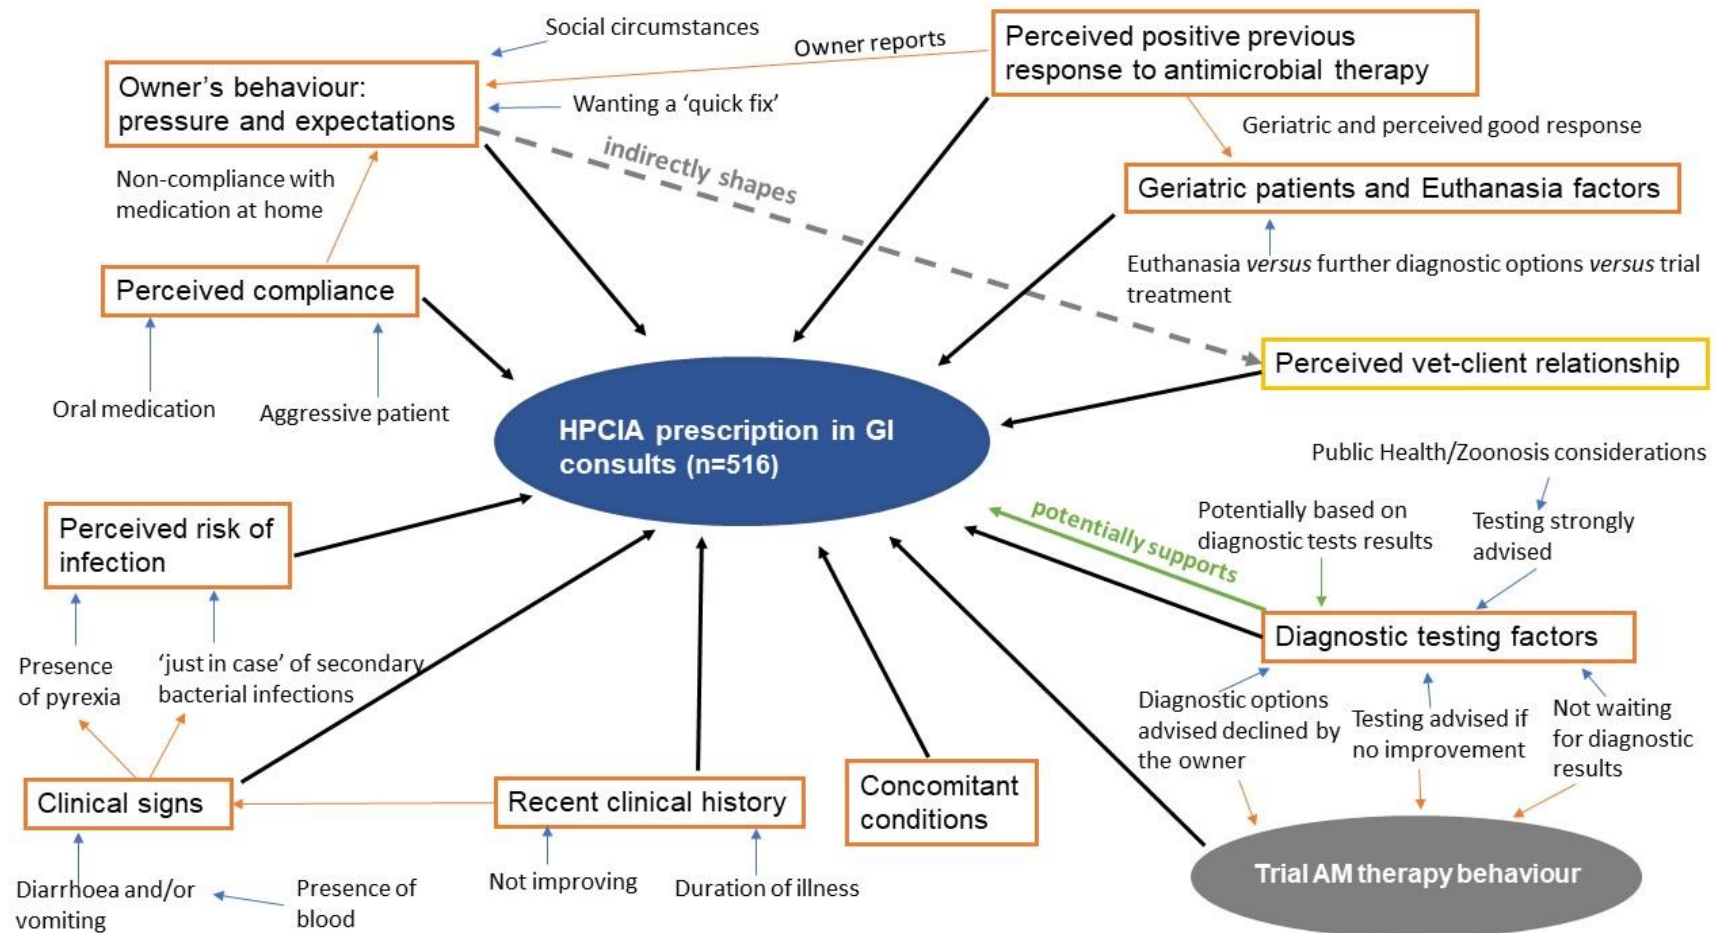 Social circumstances
Owner reports
Perceived positive previous
response to antimicrobial therapy
Owner's behaviour:
pressure and expectations
Wanting a 'quick fix'
Geriatric and perceived good response
indirectly shapes
Non-compliance with
medication at home
Geriatric patients and Euthanasia factors
Euthanasia versus further diagnostic options versus trial
treatment
Perceived compliance
Perceived vet-client relationship
Oral medication
Aggressive patient
HPCIA prescription in GI
consults (n=516)
Public Health/Zoonosis considerations
potentially supports
Potentially based on
diagnostic tests results
Testing strongly
advised
Perceived risk of
infection
Diagnostic testing factors
Presence
of pyrexia
'just in case' of secondary
bacterial infections
Diagnostic options
advised declined by
the owner
Testing advised if
no improvement
Not waiting
for diagnostic
results
Clinical signs
Recent clinical history
Concomitant
conditions
Diarrhoea and/or
vomiting
Presence of
blood
Not improving
Duration of illness
Trial AM therapy behaviour